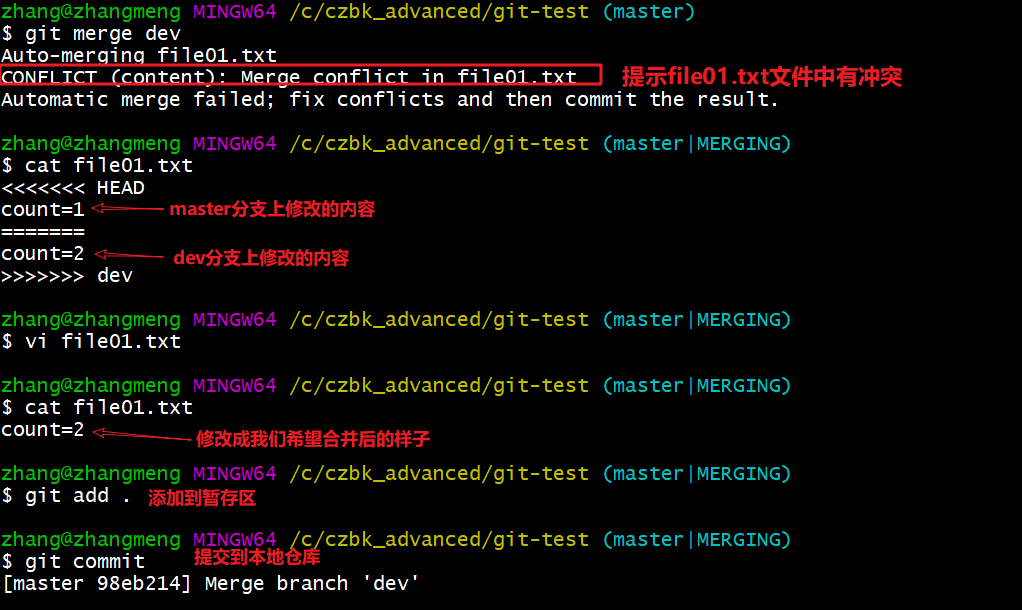 zhang@zhangmeng MINGW64 /c/czbk_advanced/git-test (master)
$ git merge dev
Auto-merging file01.txt
CONFLICT (content): Merge conflict in file01.txt 提示file01.txt文件中有冲突
Automatic merge failed; fix conflicts and then commit the result.
zhang@zhangmeng MINGW64 /c/czbk_advanced/git-test (master|MERGING)
$ cat file01.txt
<<<<<<< HEAD
count=1 master分支上修改的内容
=======
count=2 dev分支上修改的内容
>>>>>>> dev
zhang@zhangmeng MINGW64 /c/czbk_advanced/git-test (master|MERGING)
$ vi file01.txt
zhang@zhangmeng MINGW64 /c/czbk_advanced/git-test (master|MERGING)
$ cat file01.txt
count=2 修改成我们希望合并后的样子
zhang@zhangmeng MINGW64 /c/czbk_advanced/git-test (master|MERGING)
$ git add . 添加到暂存区
zhang@zhangmeng MINGW64 /c/czbk_advanced/git-test (master|MERGING)
$ git commit 提交到本地仓库
[master 98eb214] Merge branch 'dev'